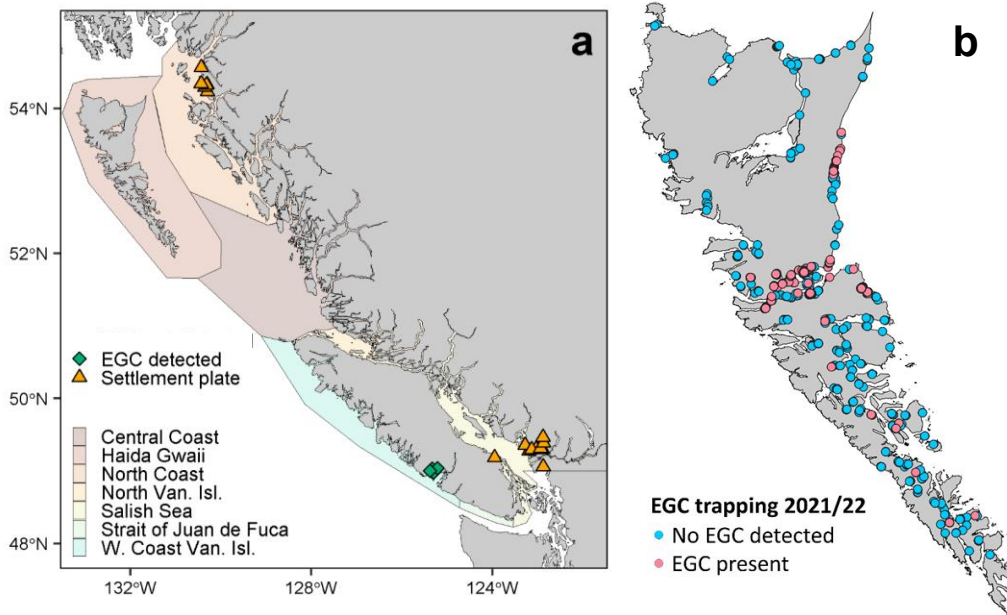 a
b
54°N
52°N
50°N
48°N
EGC detected
Settlement plate
Central Coast
Haida Gwaii
North Coast
North Van. Isl.
Salish Sea
Strait of Juan de Fuca
W. Coast Van. Isl.
132°W
128°W
124°W
EGC trapping 2021/22
No EGC detected
EGC present